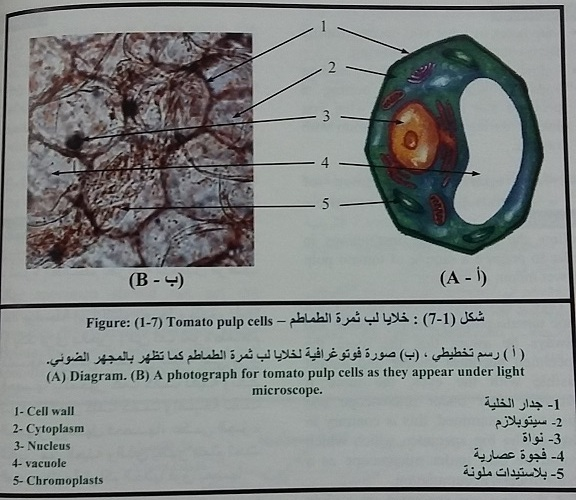 1
2
3
4
5
(B - ب)
(A - أ)
Figure: (1-7) Tomato pulp cells – شكل (1-7) : خلايا لب ثمرة الطماطم
( أ ) رسم تخطيطي ، (ب) صورة فوتوغرافية لخلايا لب ثمرة الطماطم كما تظهر بالمجهر الضوئي.
(A) Diagram. (B) A photograph for tomato pulp cells as they appear under light
microscope.
1- Cell wall
2- Cytoplasm
3- Nucleus
4- vacuole
5- Chromoplasts
1- جدار الخلية
2- سيتوبلازم
3- نواة
4- فجوة عصارية
5- بلاستيدات ملونة